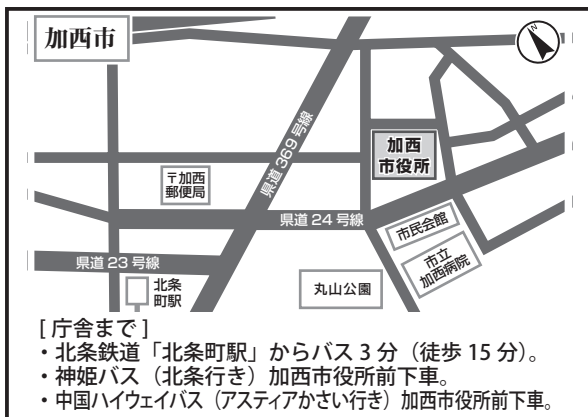 加西市
N
県道369号線
加西
市役所
〒加西
郵便局
県道24号線
市民会館
市立
加西病院
県道23号線
北条
町駅
丸山公園
[庁舎まで]
・北条鉄道「北条町駅」からバス3分（徒歩15分）。
・神姫バス（北条行き）加西市役所前下車。
・中国ハイウェイバス（アスティアかさい行き）加西市役所前下車。